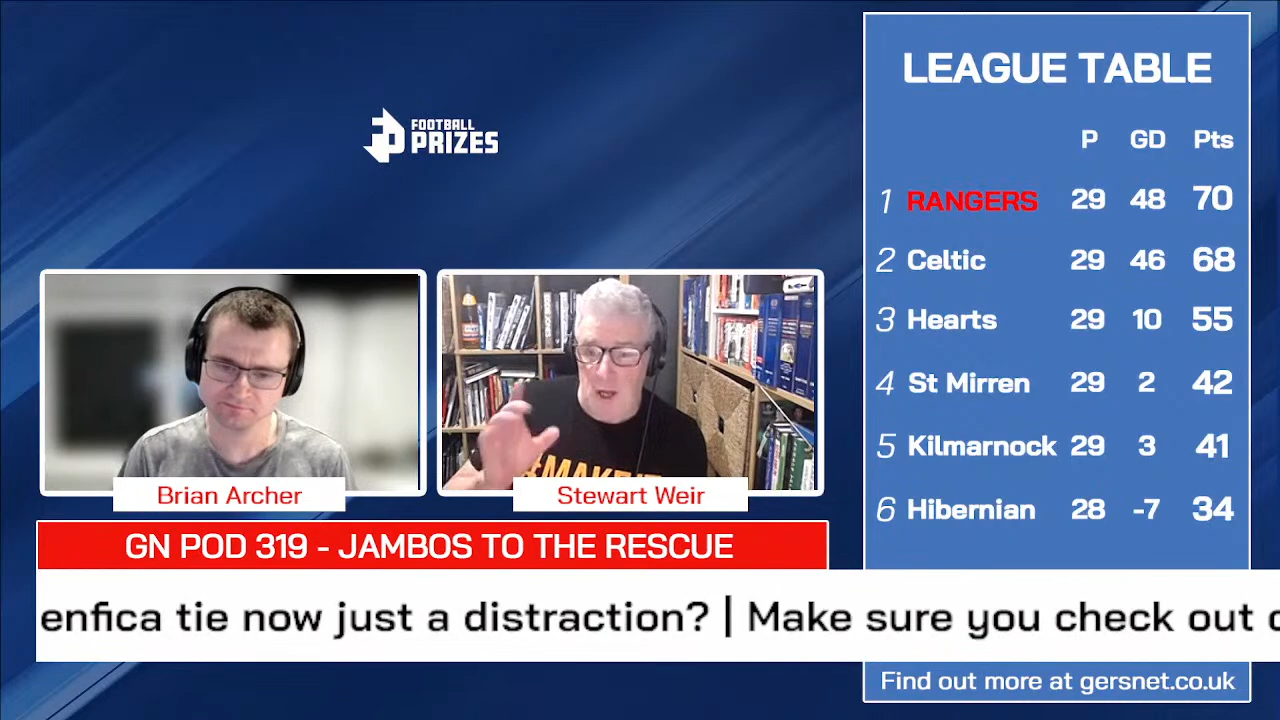 FOOTBALL
PRIZES
LEAGUE TABLE
P GD Pts
1 RANGERS 29 48 70
2 Celtic 29 46 68
3 Hearts 29 10 55
4 St Mirren 29 2 42
5 Kilmarnock 29 3 41
6 Hibernian 28 -7 34
#MAKEIT
Brian Archer
Stewart Weir
GN POD 319 - JAMBOS TO THE RESCUE
enfica tie now just a distraction? | Make sure you check out
Find out more at gersnet.co.uk